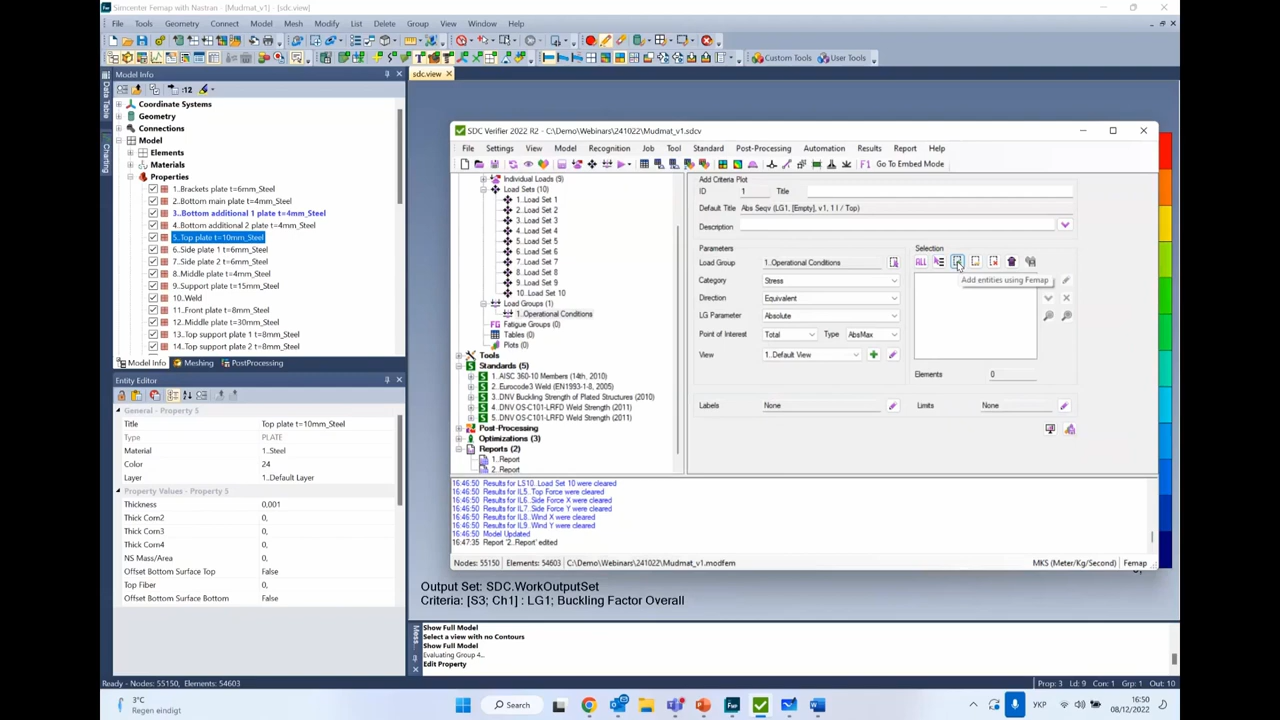 Simcenter Femap with Nastran - Mudmat_v1 - [sdc.view]
File Tools Geometry Connect Model Mesh Modify List Delete Group View Window Help
Custom Tools User Tools
Model Info
sdc.view
Data Table
Charting
Coordinate Systems
Geometry
Connections
Model
Elements
Materials
Properties
1..Brackets plate t=6mm_Steel
2..Bottom main plate t=4mm_Steel
3..Bottom additional 1 plate t=4mm_Steel
4..Bottom additional 2 plate t=4mm_Steel
5..Top plate t=10mm_Steel
6..Side plate 1 t=6mm_Steel
7..Side plate 2 t=6mm_Steel
8..Middle plate t=4mm_Steel
9..Support plate t=15mm_Steel
10..Weld
11..Front plate t=8mm_Steel
12..Middle plate t=30mm_Steel
13..Top support plate 1 t=8mm_Steel
14..Top support plate 2 t=8mm_Steel
Model Info Meshing PostProcessing
Entity Editor
General - Property 5
Title Top plate t=10mm_Steel
Type PLATE
Material 1..Steel
Color 24
Layer 1..Default Layer
Property Values - Property 5
Thickness 0,001
Thick Corn2 0,
Thick Corn3 0,
Thick Corn4 0,
NS Mass/Area 0,
Offset Bottom Surface Top False
Top Fiber 0,
Offset Bottom Surface Bottom False
SDC Verifier 2022 R2 - C:\Demo\Webinars\241022\Mudmat_v1.sdcv
File Settings View Model Recognition Job Tool Standard Post-Processing Automation Results Report Help
Go To Embed Mode
Individual Loads (9)
Load Sets (10)
1..Load Set 1
2..Load Set 2
3..Load Set 3
4..Load Set 4
5..Load Set 5
6..Load Set 6
7..Load Set 7
8..Load Set 8
9..Load Set 9
10..Load Set 10
Load Groups (1)
1..Operational Conditions
Fatigue Groups (0)
Tables (0)
Plots (0)
Tools
Standards (5)
1..AISC 360-10 Members (14th, 2010)
2..Eurocode3 Weld (EN1993-1-8, 2005)
3..DNV Buckling Strength of Plated Structures (2010)
4..DNV OS-C101-LRFD Weld Strength (2011)
5..DNV OS-C101-LRFD Weld Strength (2011)
Post-Processing
Optimizations (3)
Reports (2)
1..Report
2..Report
Add Criteria Plot
ID 1 Title
Default Title Abs Seqv (LG1, [Empty], v1, 1 l / Top)
Description
Parameters
Selection
Load Group 1..Operational Conditions
ALL
Category Stress
Add entities using Femap
Direction Equivalent
LG Parameter Absolute
Point of Interest Total Type AbsMax
View 1..Default View
Elements 0
Labels None
Limits None
16:46:50 Results for LS10..Load Set 10 were cleared
16:46:50 Results for IL5..Top Force were cleared
16:46:50 Results for IL6..Side Force X were cleared
16:46:50 Results for IL7..Side Force Y were cleared
16:46:50 Results for IL8..Wind X were cleared
16:46:50 Results for IL9..Wind Y were cleared
16:46:50 Model Updated
16:47:35 Report '2..Report' edited
Nodes: 55150 Elements: 54603 C:\Demo\Webinars\241022\Mudmat_v1.modfem MKS (Meter/Kg/Second) Femap
Output Set: SDC.WorkOutputSet
Criteria: [S3; Ch1] : LG1; Buckling Factor Overall
Mess..
Show Full Model
Select a view with no Contours
Show Full Model
Evaluating Group 4...
Edit Property
Ready - Nodes: 55150, Elements: 54603
Prop: 3 Ld: 9 Con: 1 Grp: 1 Out: 10
3°C
Regen eindigt
Search
УКР
16:50
08/12/2022